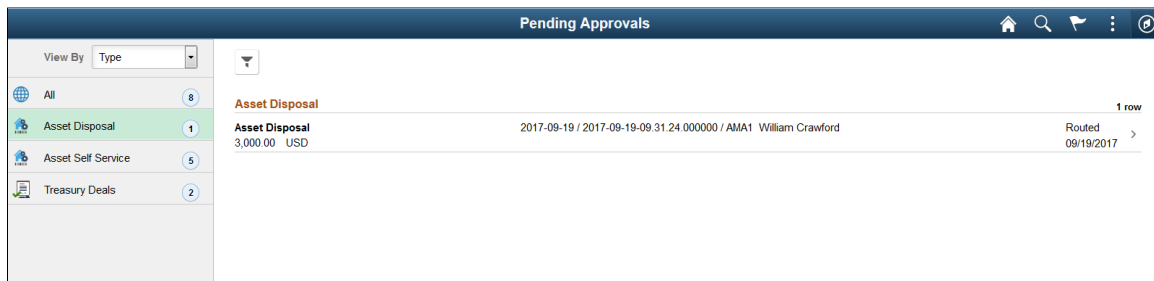 Pending Approvals
View By Type
All 8
Asset Disposal 1
Asset Self Service 5
Treasury Deals 2
Asset Disposal 1 row
Asset Disposal 2017-09-19 / 2017-09-19-09.31.24.000000 / AMA1 William Crawford Routed
3,000.00 USD 09/19/2017